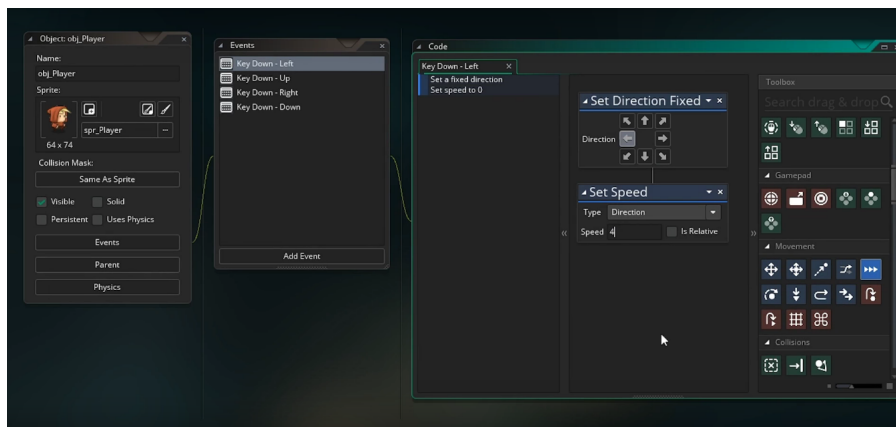 Object: obj_Player
Name:
obj_Player
Sprite:
spr_Player
...
64 x 74
Collision Mask:
Same As Sprite
Visible
Solid
Persistent
Uses Physics
Events
Parent
Physics
Events
Key Down - Left
Key Down - Up
Key Down - Right
Key Down - Down
Add Event
Code
Key Down - Left
Set a fixed direction
Set speed to 0
Set Direction Fixed
Direction
Set Speed
Type Direction
Speed 4 Is Relative
Toolbox
Search drag & drop
Gamepad
Movement
Collisions